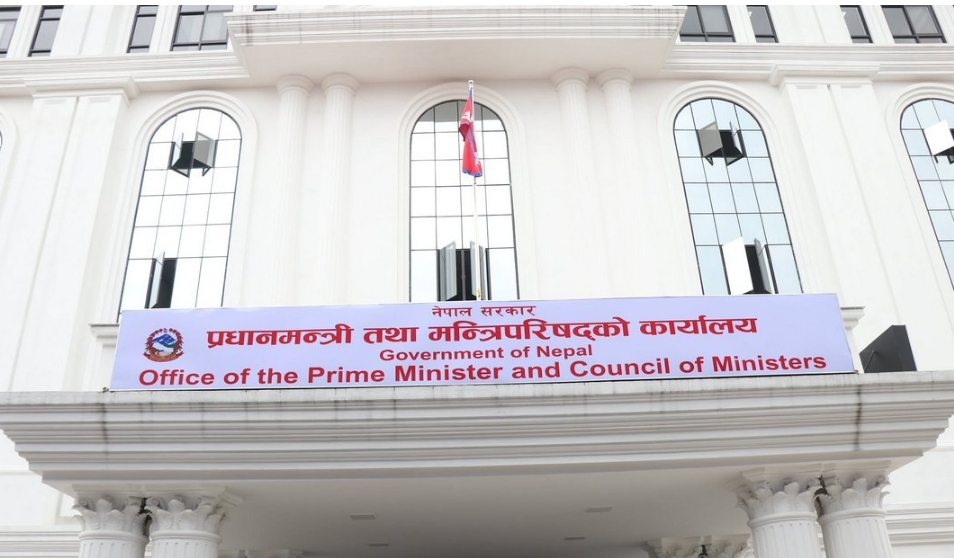 नेपाल सरकार
प्रधानमन्त्री तथा मन्त्रिपरिषद्को कार्यालय
Government of Nepal
Office of the Prime Minister and Council of Ministers